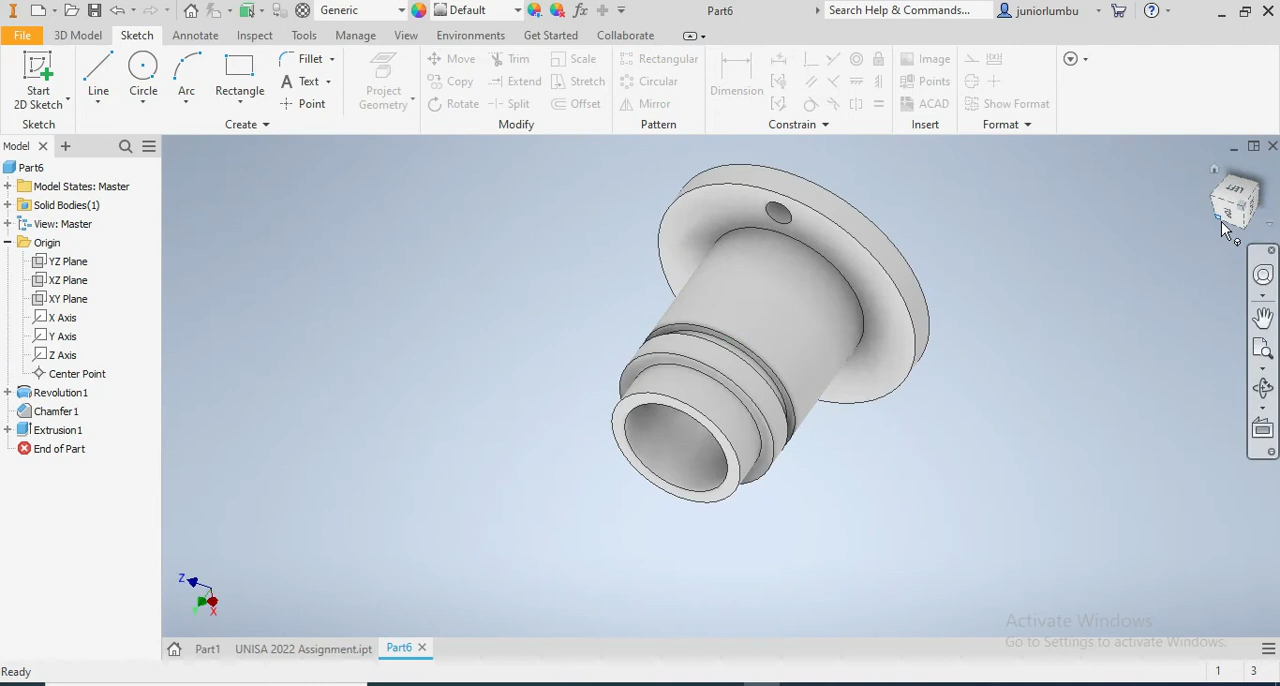 Generic
Default
Part6
Search Help & Commands...
juniorlumbu
File
3D Model
Sketch
Annotate
Inspect
Tools
Manage
View
Environments
Get Started
Collaborate
Start
2D Sketch
Line
Circle
Arc
Rectangle
Fillet
Text
Point
Project
Geometry
Move
Trim
Scale
Copy
Extend
Stretch
Rotate
Split
Offset
Rectangular
Circular
Mirror
Dimension
Image
Points
ACAD
Show Format
Sketch
Create
Modify
Pattern
Constrain
Insert
Format
Model
Part6
Model States: Master
Solid Bodies(1)
View: Master
Origin
YZ Plane
XZ Plane
XY Plane
X Axis
Y Axis
Z Axis
Center Point
Revolution1
Chamfer1
Extrusion1
End of Part
LEFT
Z
X
Activate Windows
Go to Settings to activate Windows.
Part1
UNISA 2022 Assignment.ipt
Part6
Ready
1
3